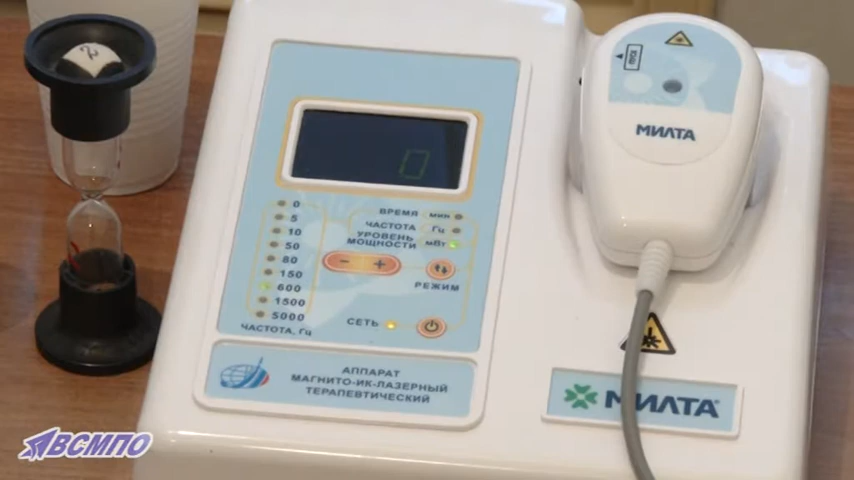 2
МИЛТА
0
ВРЕМЯ мин
ЧАСТОТА Гц
УРОВЕНЬ
МОЩНОСТИ мВт
0
5
10
50
80
150
600
1500
5000
ЧАСТОТА, Гц
− +
РЕЖИМ
СЕТЬ
АППАРАТ
МАГНИТО-ИК-ЛАЗЕРНЫЙ
ТЕРАПЕВТИЧЕСКИЙ
МИЛТА
ВСМПО